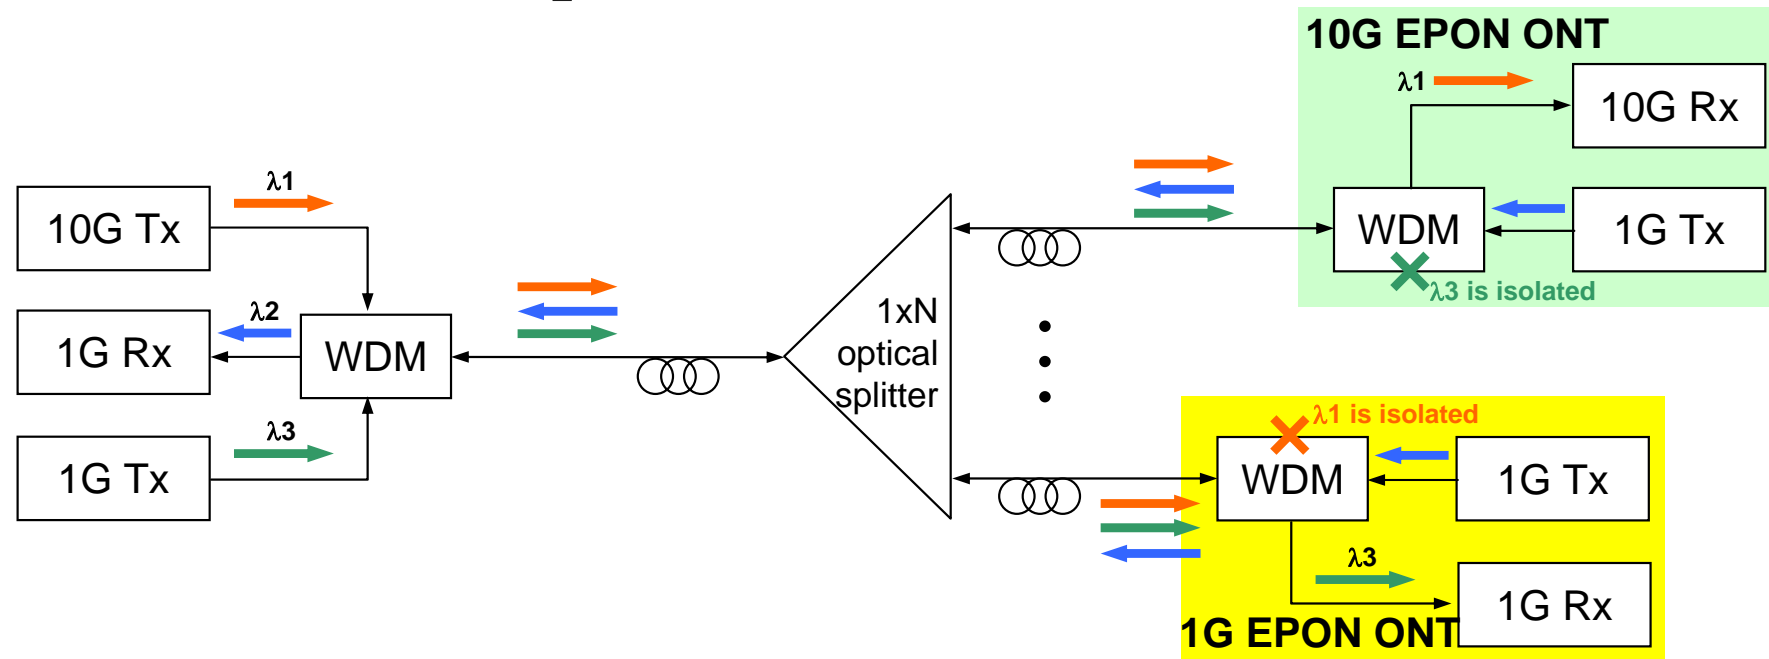 10G EPON ONT
λ1
10G Rx
λ1
10G Tx
WDM
1G Tx
λ3 is isolated
λ2
1G Rx
WDM
1xN
optical
splitter
λ3
1G Tx
λ1 is isolated
WDM
1G Tx
λ3
1G Rx
1G EPON ONT